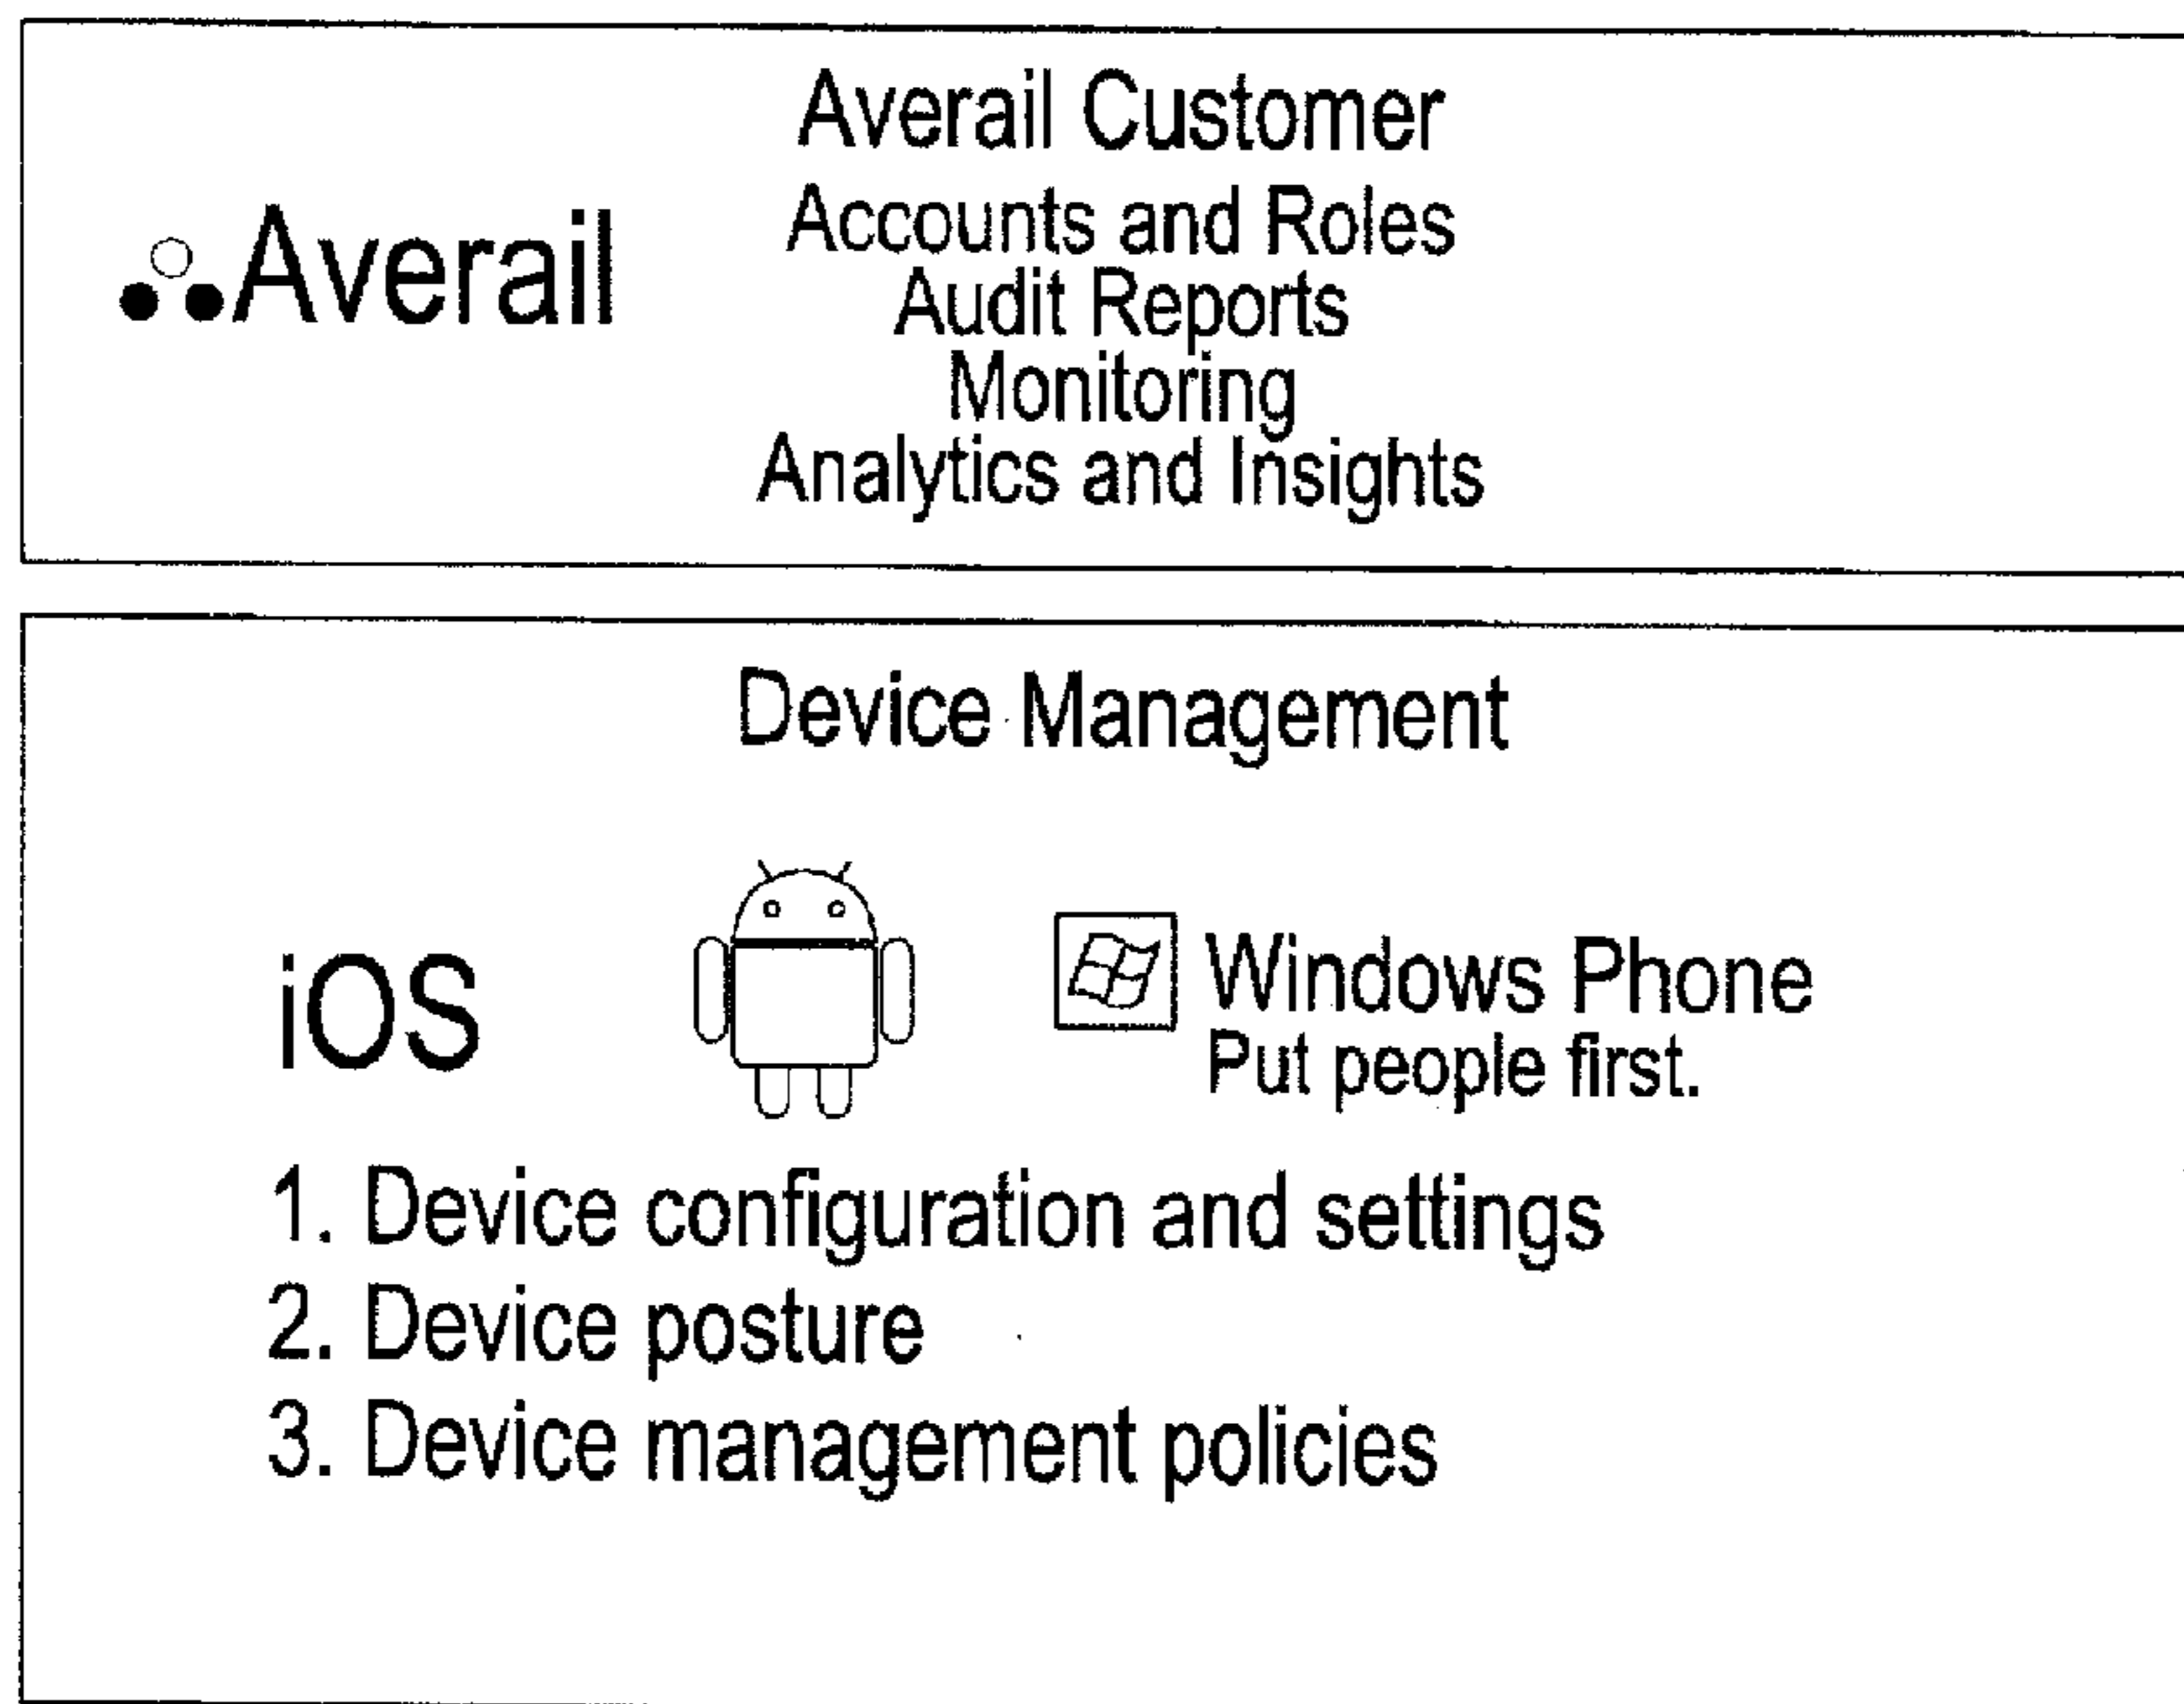 Averail Customer
Averail
Accounts and Roles
Audit Reports
Monitoring
Analytics and Insights
Device Management
iOS
Windows Phone
Put people first.
1. Device configuration and settings
2. Device posture
3. Device management policies